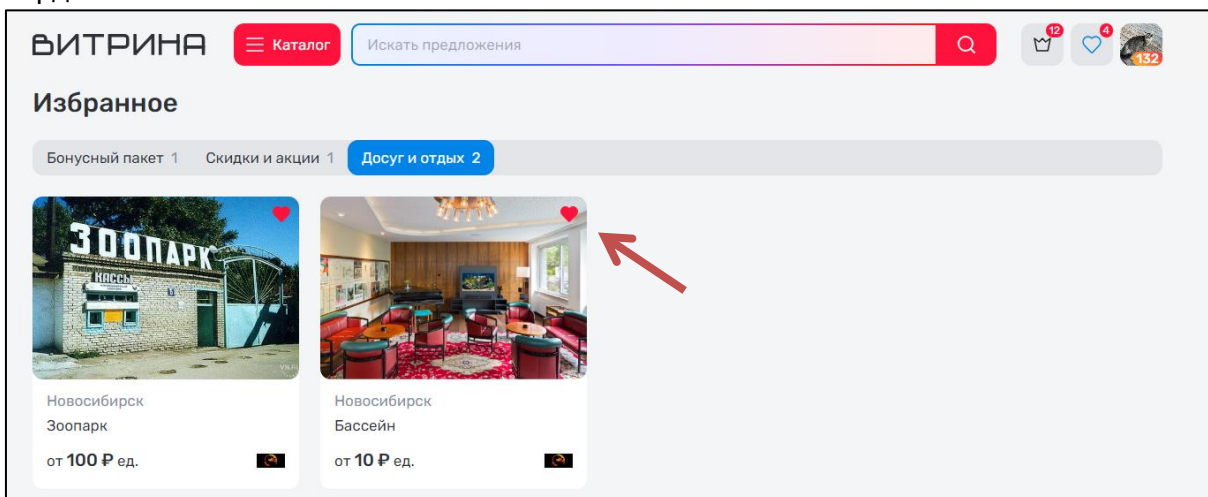 ВИТРИНА
Каталог
Искать предложения
12
4
132
Избранное
Бонусный пакет 1
Скидки и акции 1
Досуг и отдых 2
ЗООПАРК
КАССЫ
Новосибирск
Зоопарк
от 100 ₽ ед.
Новосибирск
Бассейн
от 10 ₽ ед.